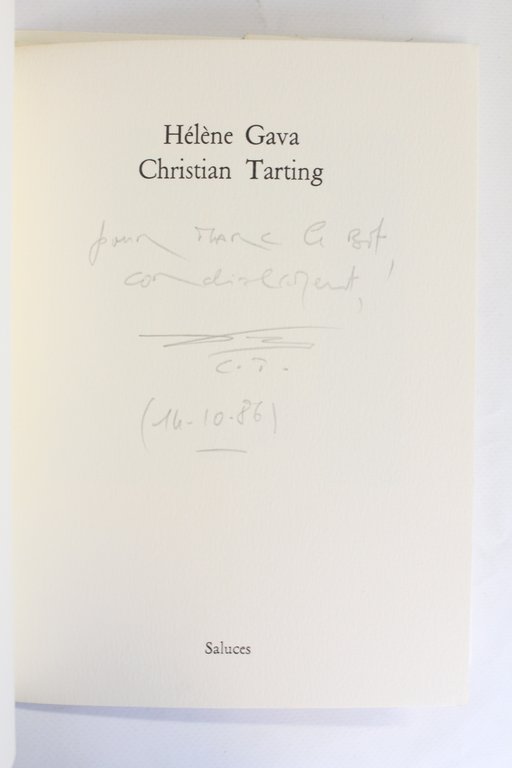 Hélène Gava
Christian Tarting
pour Marc Le Bot,
cordialement,
C.T.
(14-10-86)
Saluces